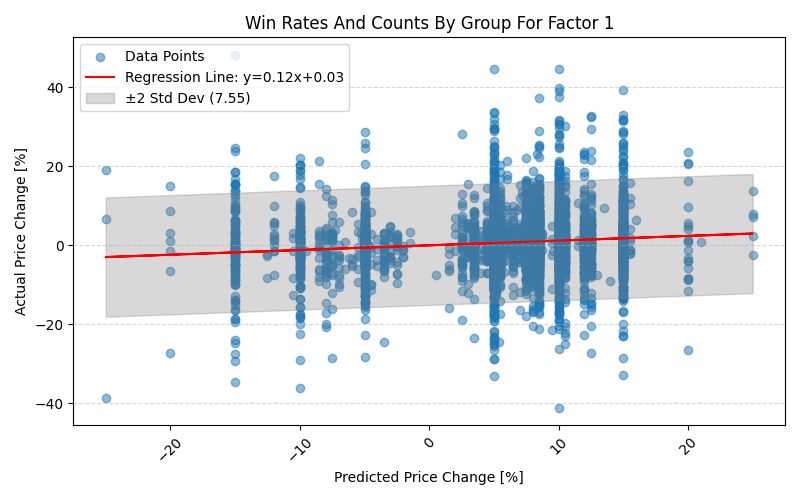 Win Rates And Counts By Group For Factor 1
Data Points
Regression Line: y=0.12x+0.03
±2 Std Dev (7.55)
Actual Price Change [%]
40
20
0
−20
−40
−20
−10
0
10
20
Predicted Price Change [%]